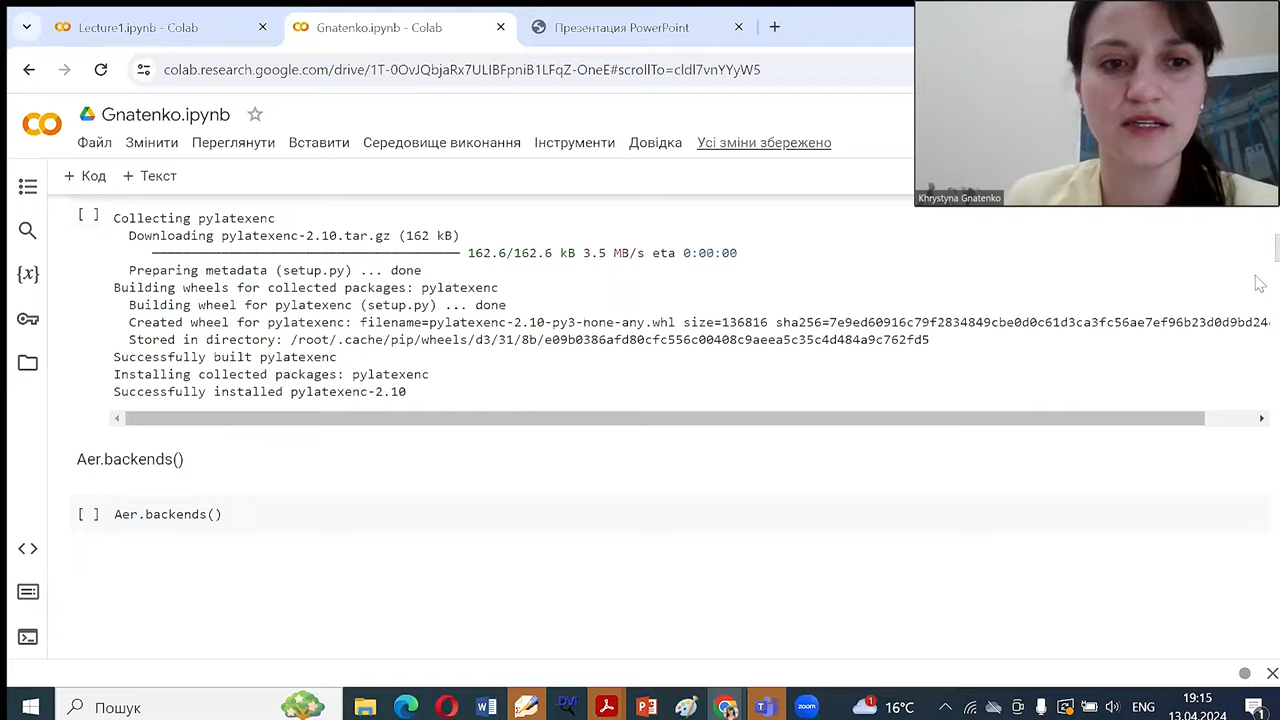 Lecture1.ipynb - Colab
Gnatenko.ipynb - Colab
Презентация PowerPoint
colab.research.google.com/drive/1T-0OvJQbjaRx7ULIBFpniB1LFqZ-OneE#scrollTo=cldl7vnYYyW5
Gnatenko.ipynb
Файл Змінити Переглянути Вставити Середовище виконання Інструменти Довідка Усі зміни збережено
+ Код + Текст
Khrystyna Gnatenko
[ ] Collecting pylatexenc
Downloading pylatexenc-2.10.tar.gz (162 kB)
162.6/162.6 kB 3.5 MB/s eta 0:00:00
Preparing metadata (setup.py) ... done
Building wheels for collected packages: pylatexenc
Building wheel for pylatexenc (setup.py) ... done
Created wheel for pylatexenc: filename=pylatexenc-2.10-py3-none-any.whl size=136816 sha256=7e9ed60916c79f2834849cbe0d0c61d3ca3fc56ae7ef96b23d0d9bd24
Stored in directory: /root/.cache/pip/wheels/d3/31/8b/e09b0386afd80cfc556c00408c9aeea5c35c4d484a9c762fd5
Successfully built pylatexenc
Installing collected packages: pylatexenc
Successfully installed pylatexenc-2.10
Aer.backends()
[ ] Aer.backends()
Пошук
zoom
16°C
ENG
19:15
13.04.2024